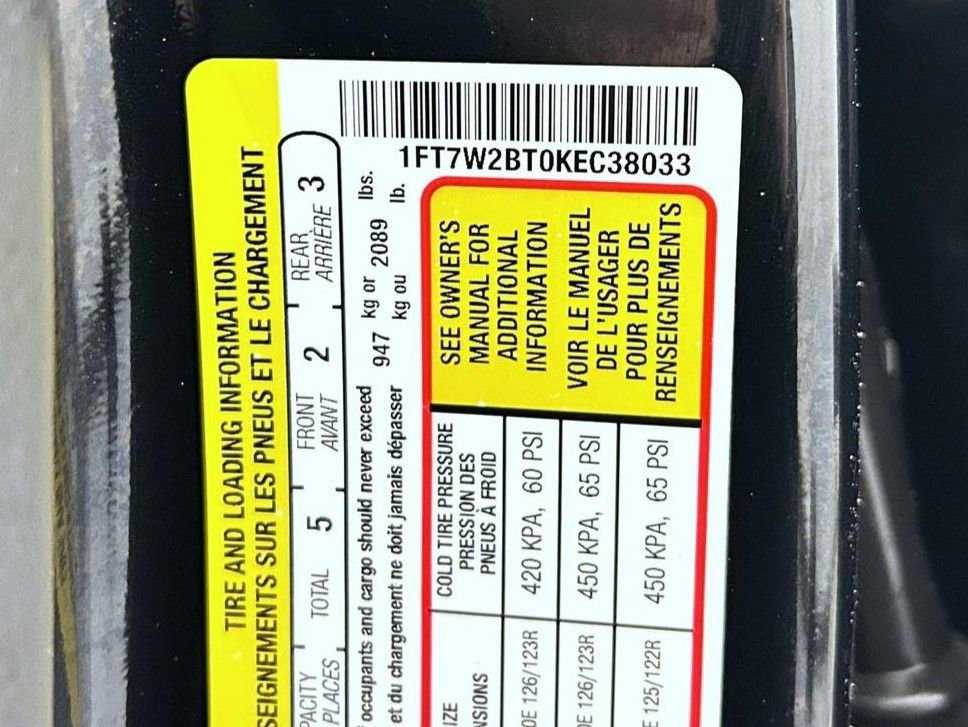 1FT7W2BT0KEC38033
TIRE AND LOADING INFORMATION
SUR LES PNEUS ET LE CHARGEMENT
TOTAL 5 FRONT AVANT 2 REAR ARRIÈRE 3
PLACES
occupants and cargo should never exceed 947 kg or 2089 lbs.
et du chargement ne doit jamais dépasser kg ou lb.
COLD TIRE PRESSURE
PRESSION DES
PNEUS À FROID
126/123R 420 KPA, 60 PSI
126/123R 450 KPA, 65 PSI
125/122R 450 KPA, 65 PSI
SEE OWNER'S
MANUAL FOR
ADDITIONAL
INFORMATION
VOIR LE MANUEL
DE L'USAGER
POUR PLUS DE
RENSEIGNEMENTS